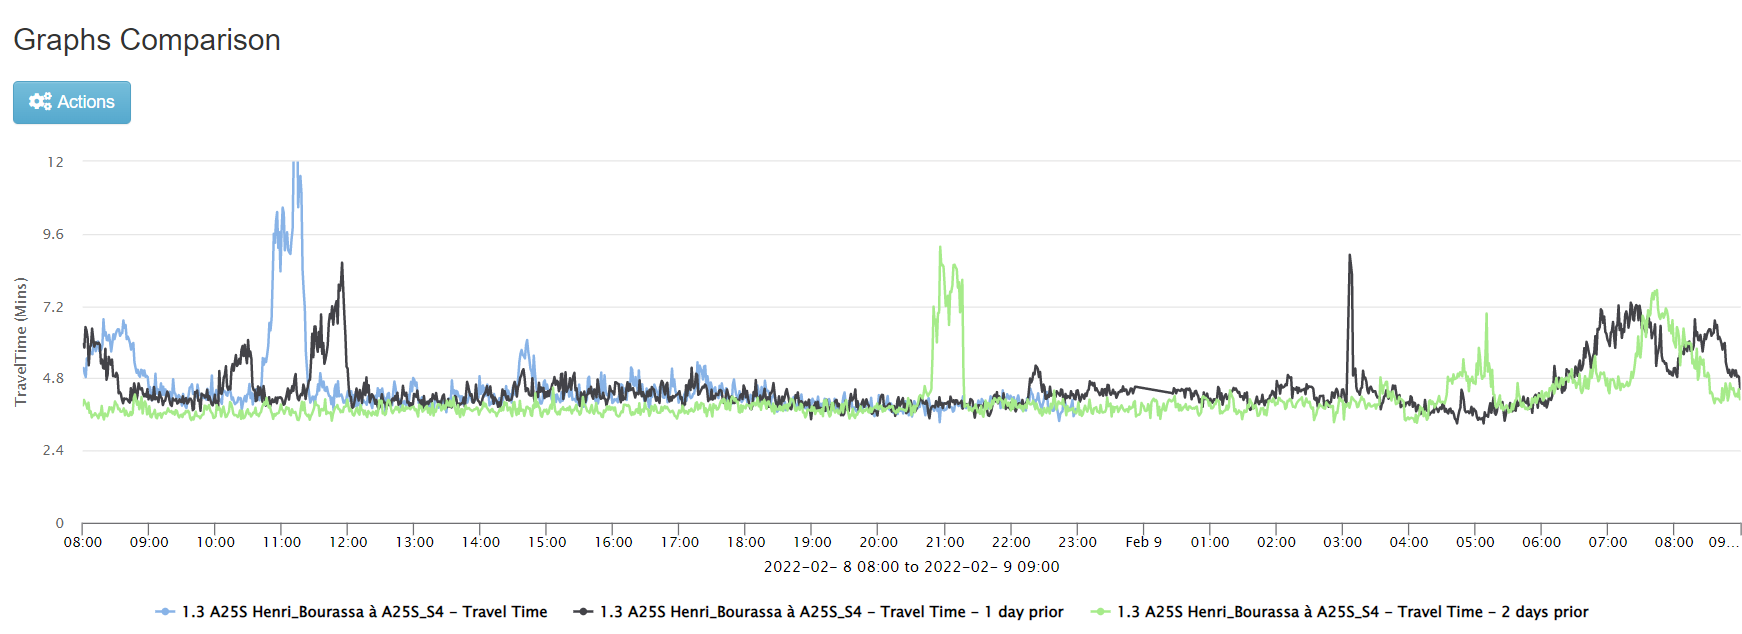 Graphs Comparison
Actions
TravelTime (Mins)
12
9.6
7.2
4.8
2.4
0
08:00 09:00 10:00 11:00 12:00 13:00 14:00 15:00 16:00 17:00 18:00 19:00 20:00 21:00 22:00 23:00 Feb 9 01:00 02:00 03:00 04:00 05:00 06:00 07:00 08:00 09...
2022-02- 8 08:00 to 2022-02- 9 09:00
1.3 A25S Henri_Bourassa à A25S_S4 - Travel Time 1.3 A25S Henri_Bourassa à A25S_S4 - Travel Time - 1 day prior 1.3 A25S Henri_Bourassa à A25S_S4 - Travel Time - 2 days prior